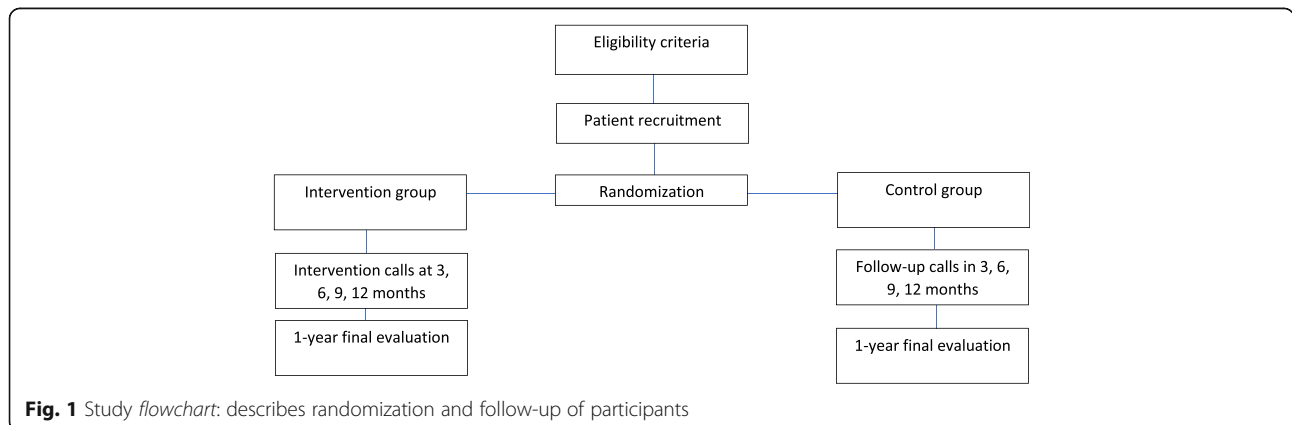 Eligibility criteria
Patient recruitment
Randomization
Intervention group
Control group
Intervention calls at 3,
6, 9, 12 months
Follow-up calls in 3, 6,
9, 12 months
1-year final evaluation
1-year final evaluation
Fig. 1 Study flowchart: describes randomization and follow-up of participants